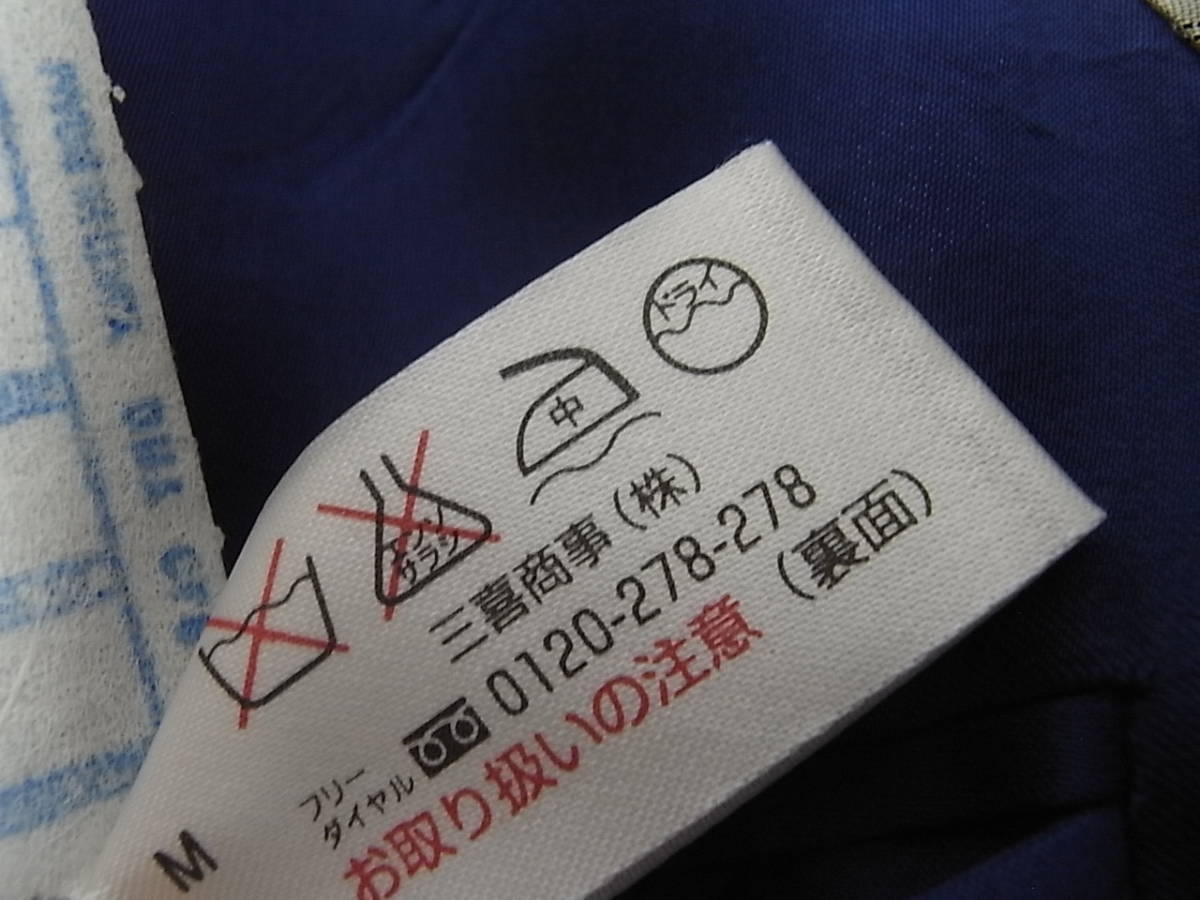 ドライ
中
エンソ
サラシ
三喜商事(株)
フリー
ダイヤル
0120-278-278
お取り扱いの注意
(裏面)
M